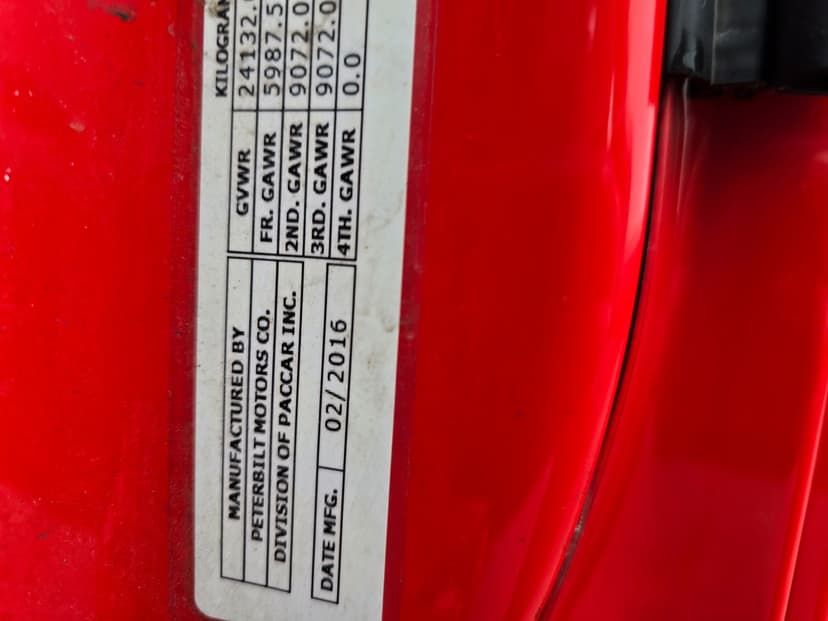 MANUFACTURED BY
PETERBILT MOTORS CO.
DIVISION OF PACCAR INC.
DATE MFG. 02/2016
GVWR 24132.
FR. GAWR 5987.5
2ND. GAWR 9072.0
3RD. GAWR 9072.0
4TH. GAWR 0.0